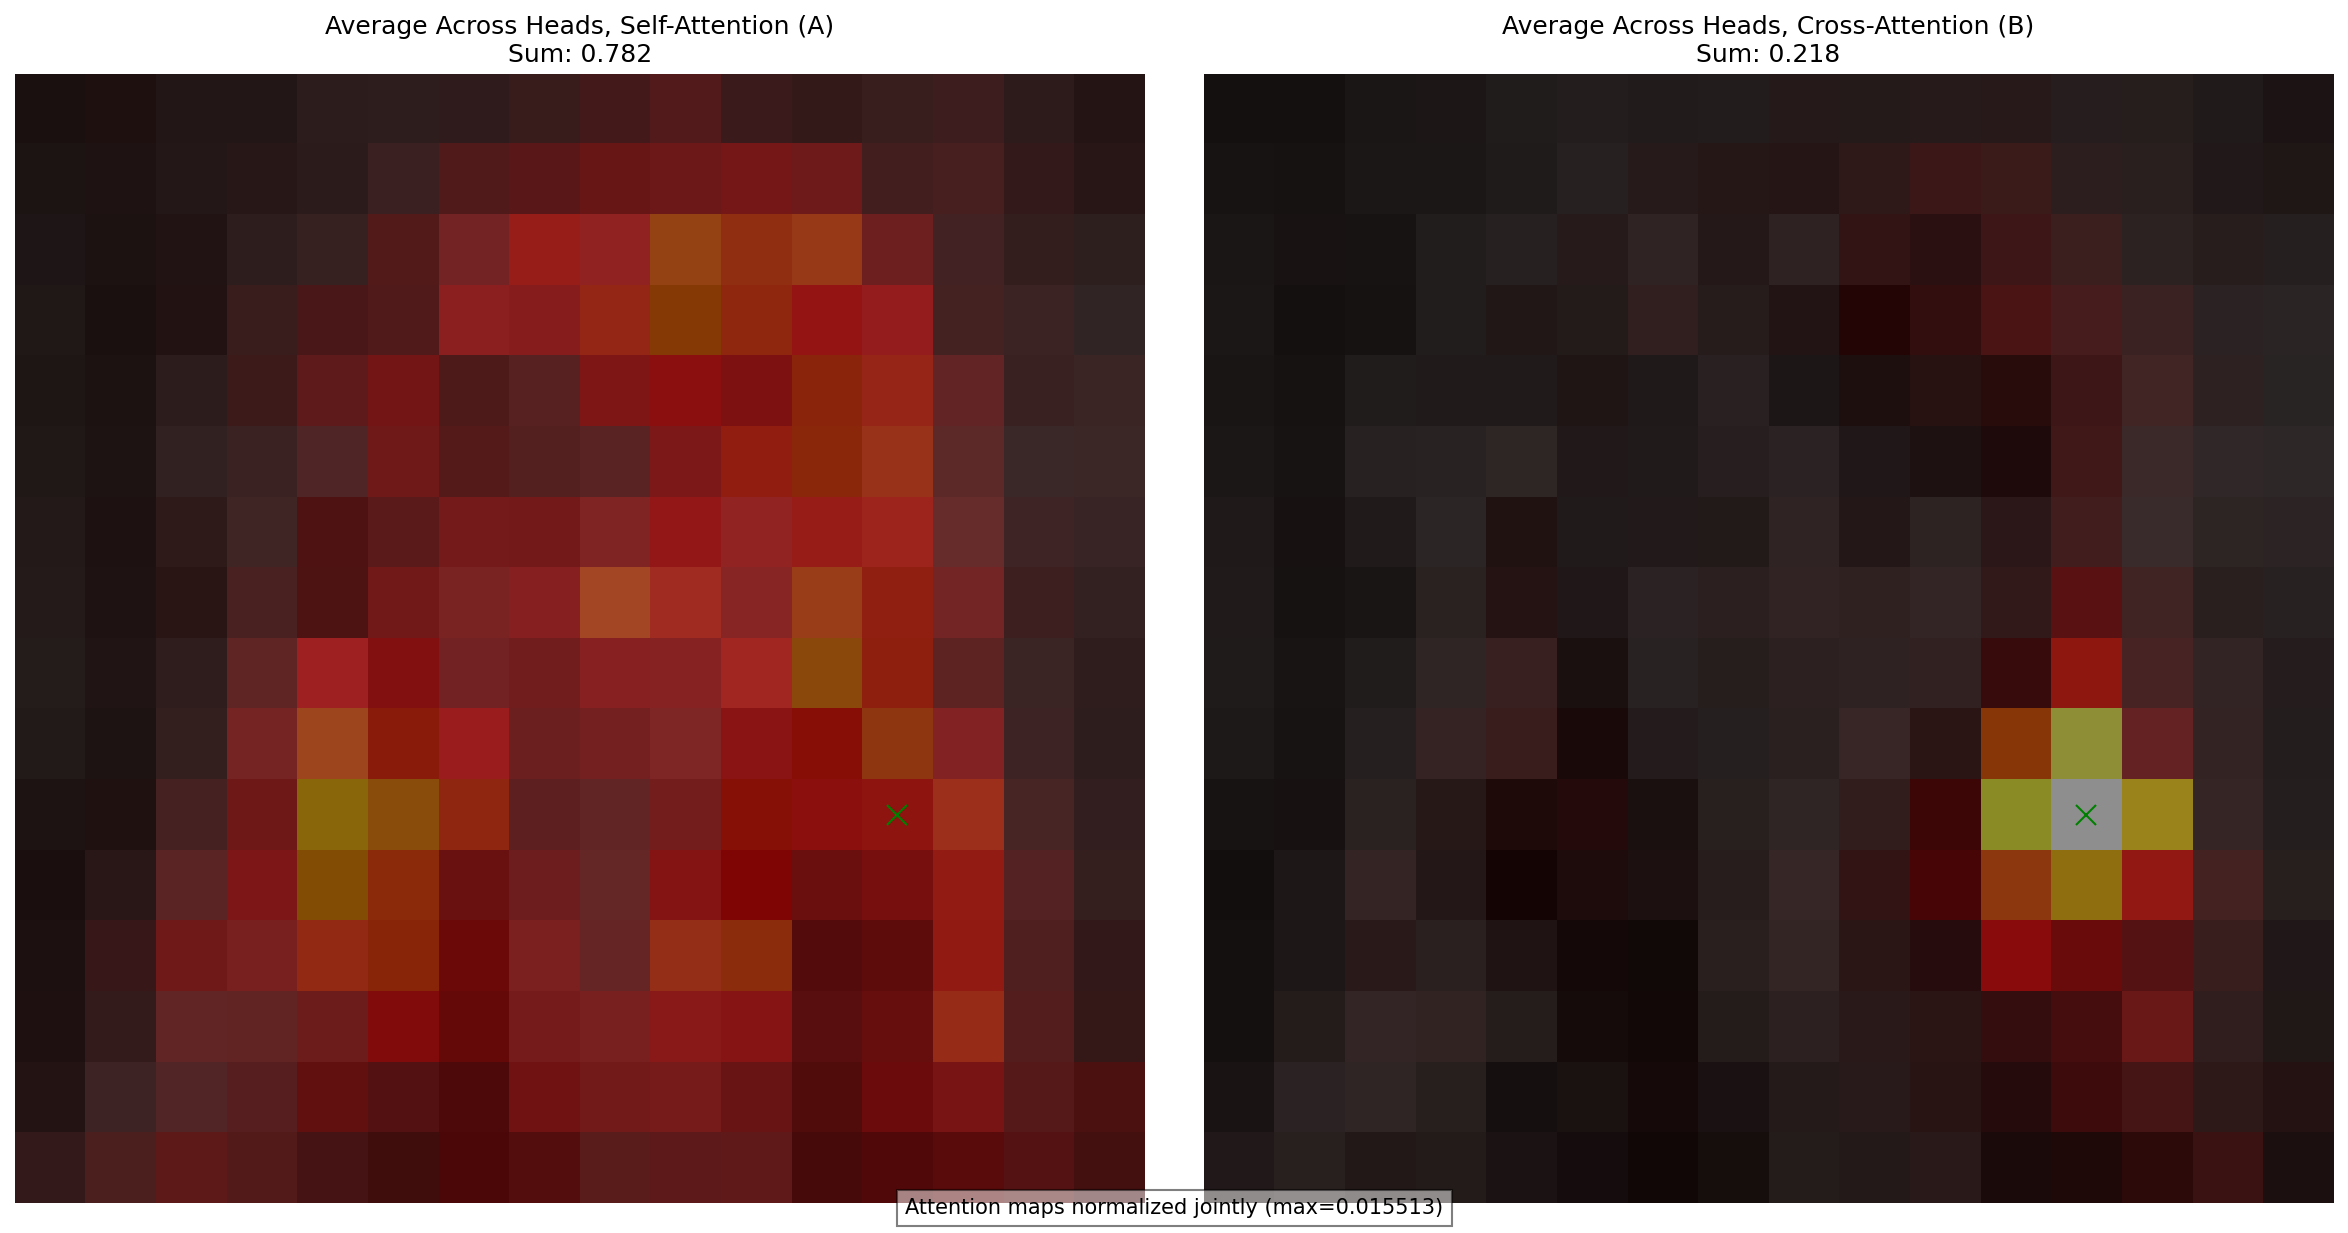 Average Across Heads, Self-Attention (A)
Sum: 0.782
Average Across Heads, Cross-Attention (B)
Sum: 0.218
Attention maps normalized jointly (max=0.015513)